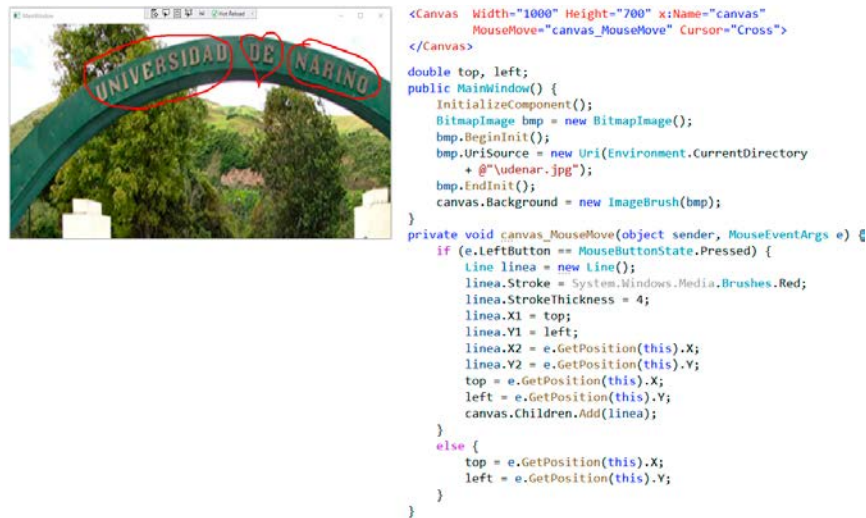 MainWindow
Hot Reload
UNIVERSIDAD DE NARIÑO
<Canvas Width="1000" Height="700" x:Name="canvas"
MouseMove="canvas_MouseMove" Cursor="Cross">
</Canvas>
double top, left;
public MainWindow() {
InitializeComponent();
BitmapImage bmp = new BitmapImage();
bmp.BeginInit();
bmp.UriSource = new Uri(Environment.CurrentDirectory
+ @"\udenar.jpg");
bmp.EndInit();
canvas.Background = new ImageBrush(bmp);
}
private void canvas_MouseMove(object sender, MouseEventArgs e) {
if (e.LeftButton == MouseButtonState.Pressed) {
Line linea = new Line();
linea.Stroke = System.Windows.Media.Brushes.Red;
linea.StrokeThickness = 4;
linea.X1 = top;
linea.Y1 = left;
linea.X2 = e.GetPosition(this).X;
linea.Y2 = e.GetPosition(this).Y;
top = e.GetPosition(this).X;
left = e.GetPosition(this).Y;
canvas.Children.Add(linea);
}
else {
top = e.GetPosition(this).X;
left = e.GetPosition(this).Y;
}
}